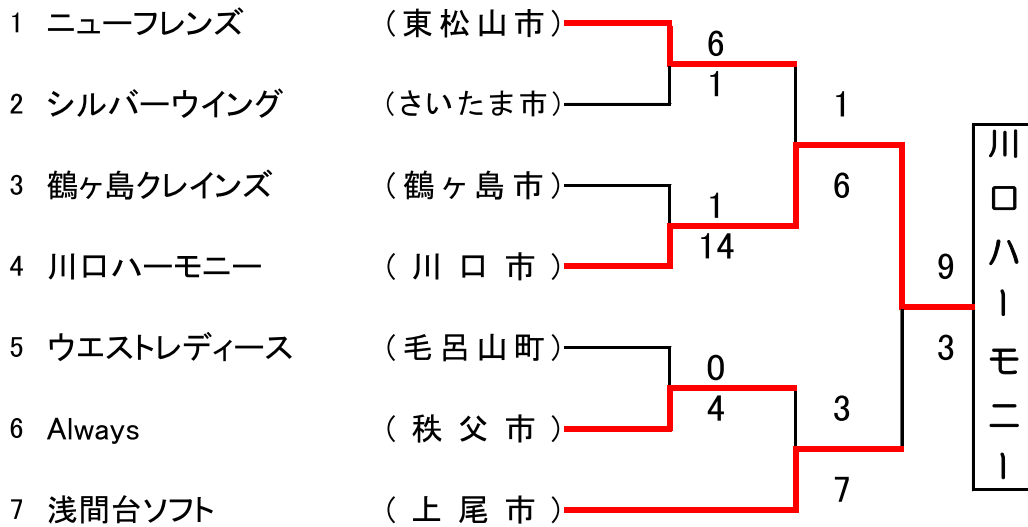 1 ニューフレンズ (東松山市)
6
1
2 シルバーウイング (さいたま市)
1
3 鶴ヶ島クレインズ (鶴ヶ島市)
6
1
14
4 川口ハーモニー (川口市)
9
3
5 ウエストレディース (毛呂山町)
0
4
6 Always (秩父市)
3
7
7 浅間台ソフト (上尾市)
川口ハーモニー